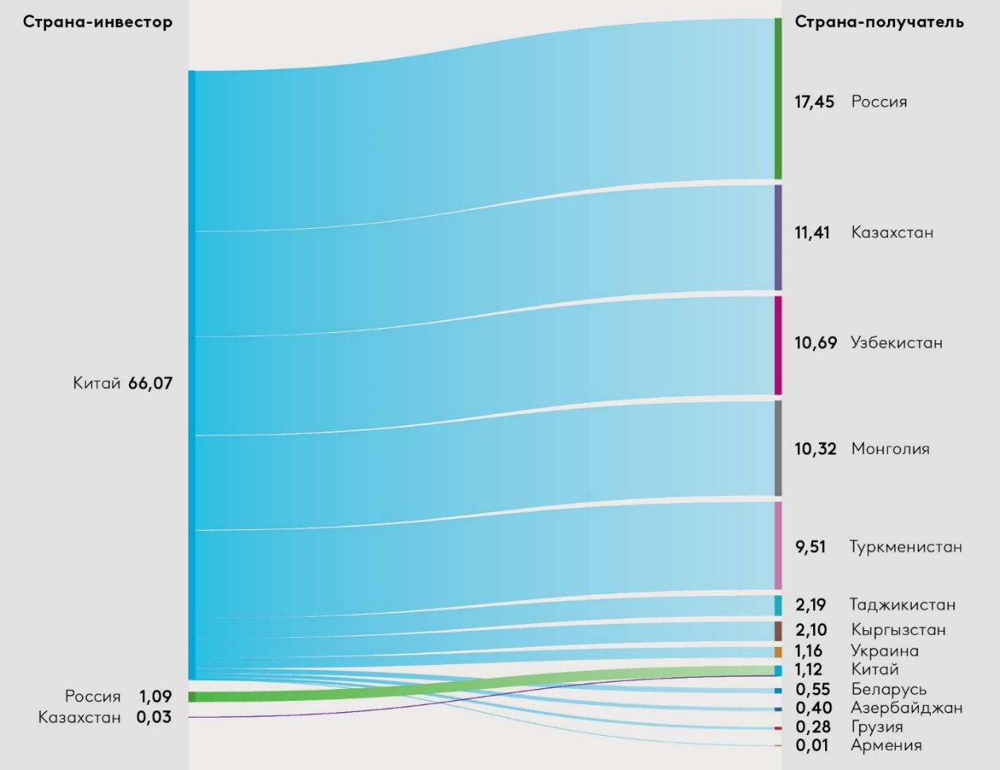 Страна-инвестор
Китай 66,07
Россия 1,09
Казахстан 0,03
Страна-получатель
17,45 Россия
11,41 Казахстан
10,69 Узбекистан
10,32 Монголия
9,51 Туркменистан
2,19 Таджикистан
2,10 Кыргызстан
1,16 Украина
1,12 Китай
0,55 Беларусь
0,40 Азербайджан
0,28 Грузия
0,01 Армения